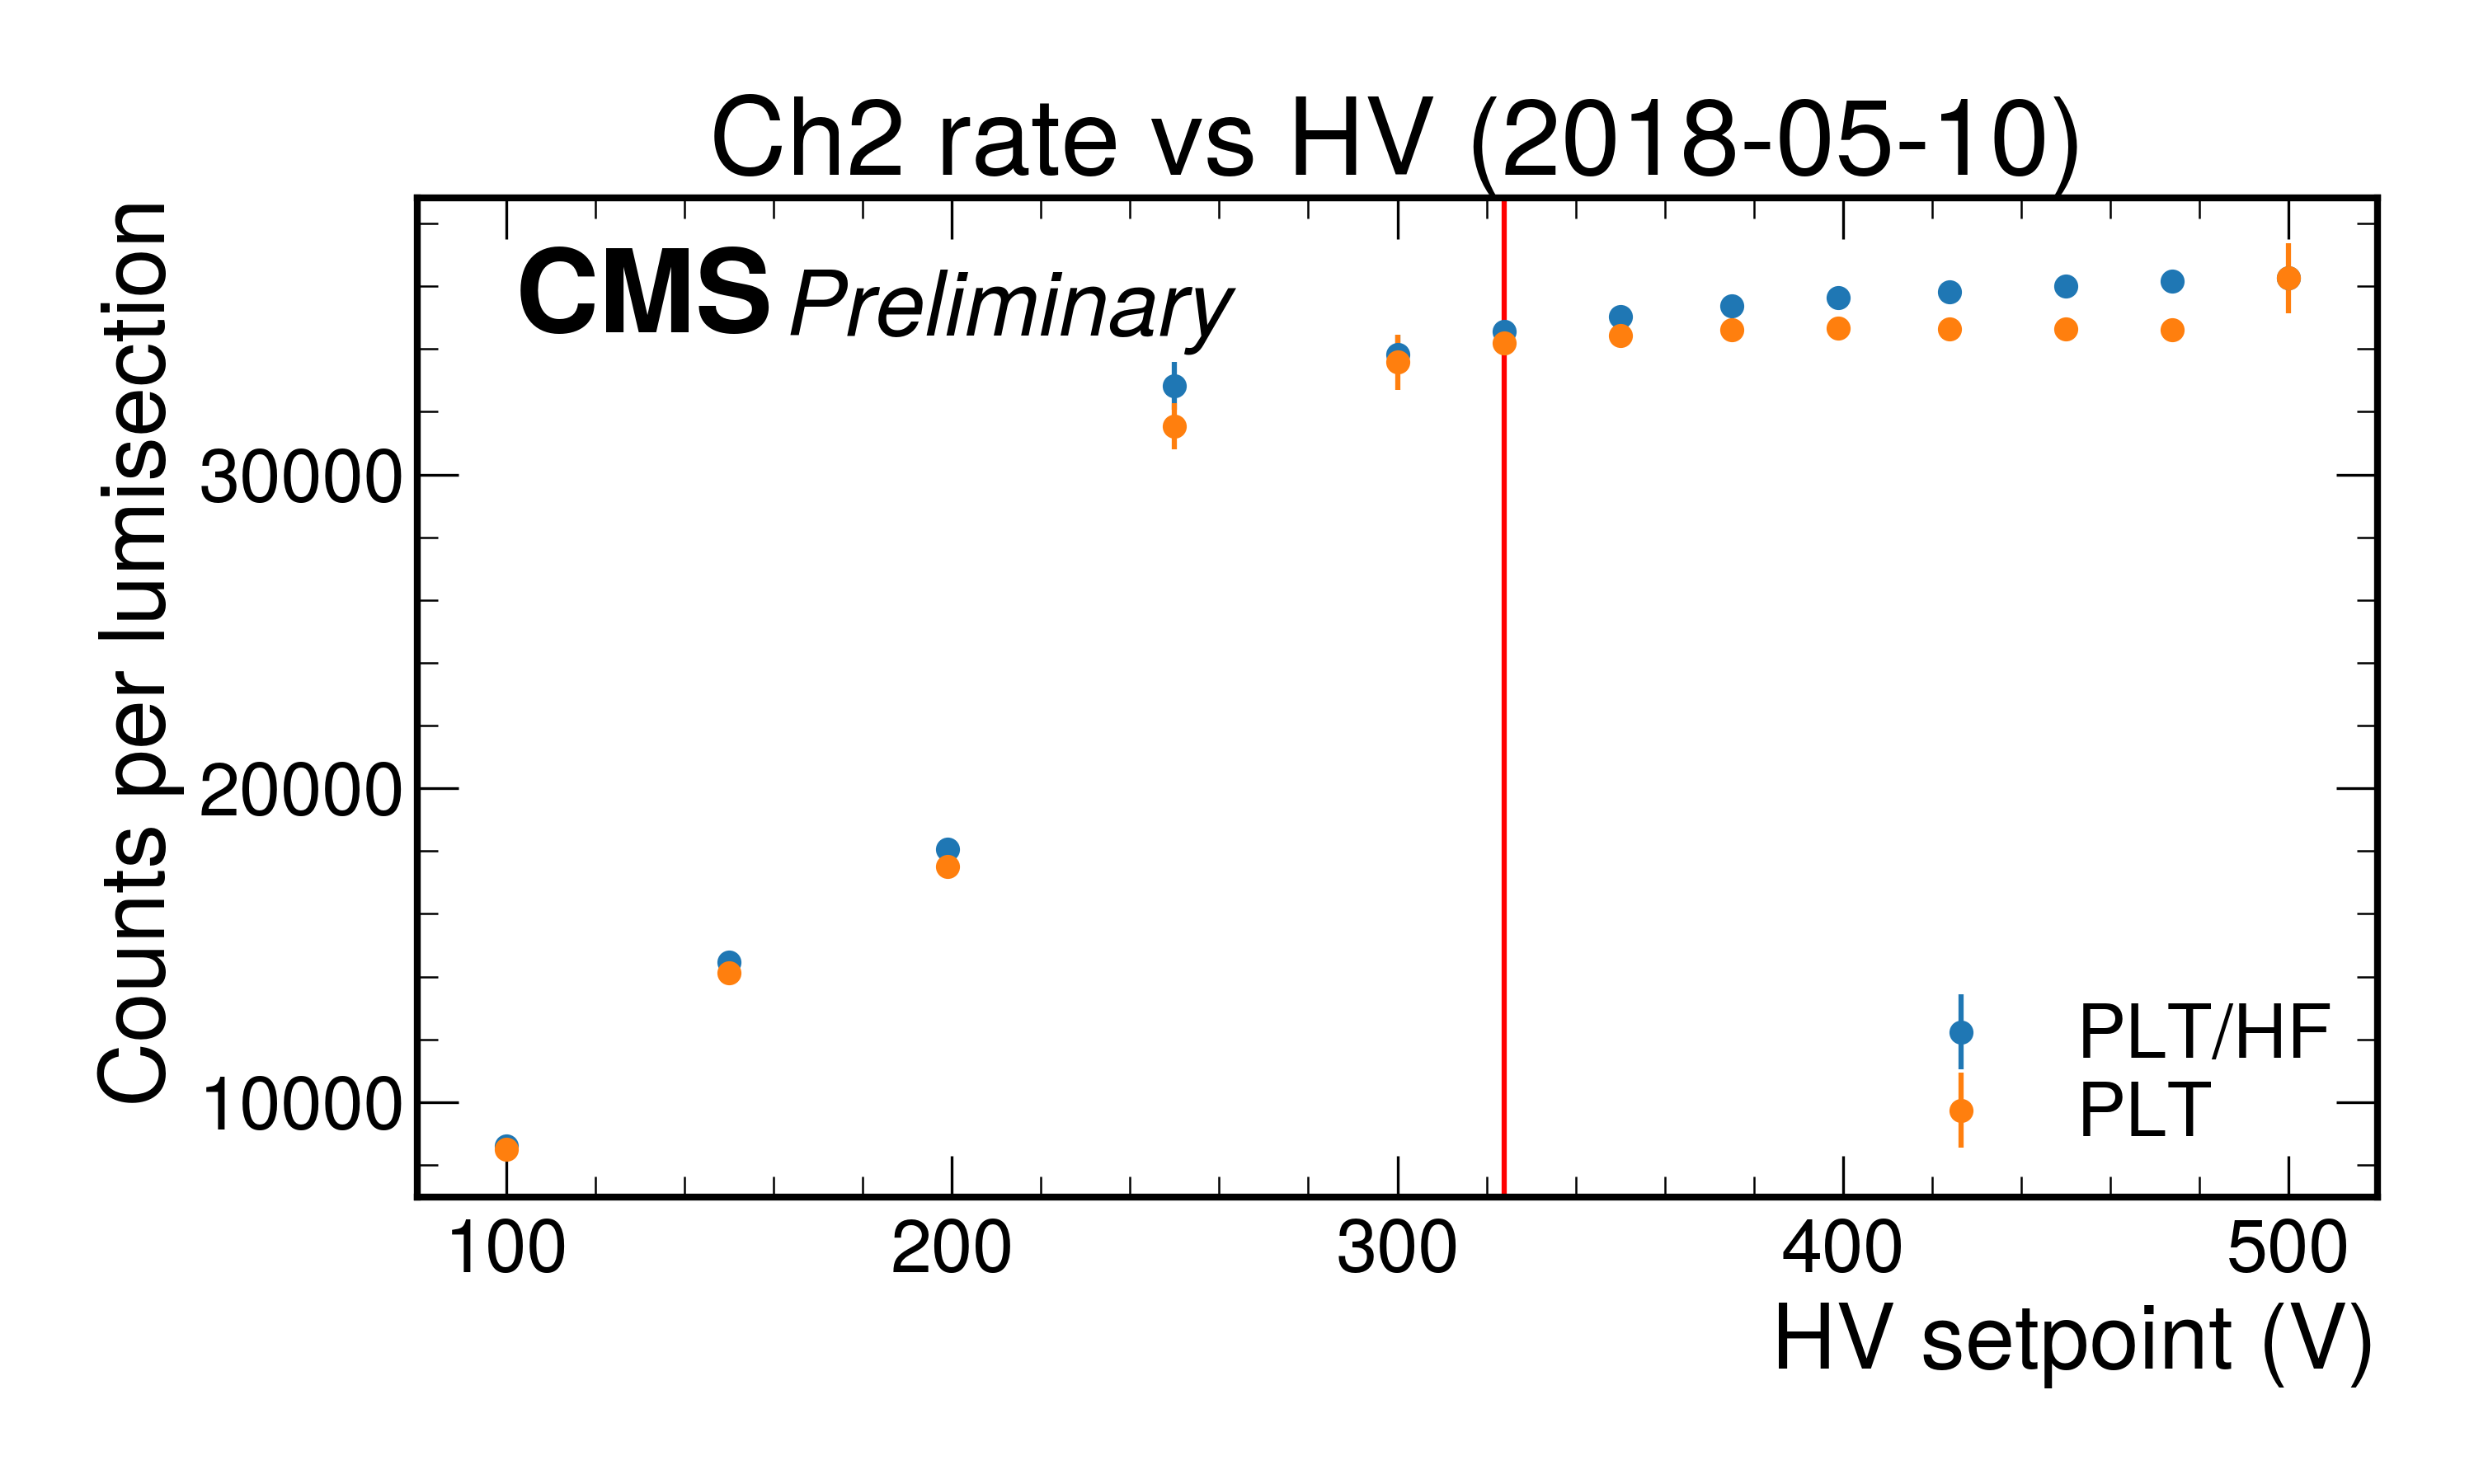 Ch2 rate vs HV (2018-05-10)
CMS Preliminary
Counts per lumisection
30000
20000
10000
PLT/HF
PLT
100 200 300 400 500
HV setpoint (V)